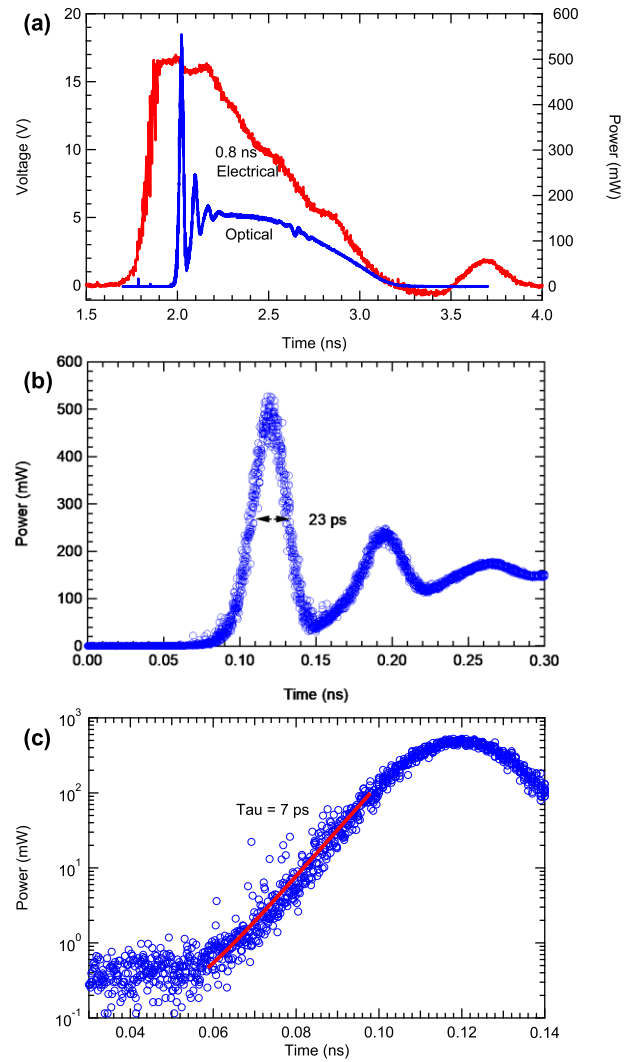 (a)
20
15
10
5
0
Voltage (V)
600
500
400
300
200
100
0
Power (mW)
0.8 ns
Electrical
Optical
1.5 2.0 2.5 3.0 3.5 4.0
Time (ns)
(b)
600
500
400
300
200
100
0
Power (mW)
23 ps
0.00 0.05 0.10 0.15 0.20 0.25 0.30
Time (ns)
(c)
10^3
10^2
10^1
10^0
10^-1
Power (mW)
Tau = 7 ps
0.04 0.06 0.08 0.10 0.12 0.14
Time (ns)